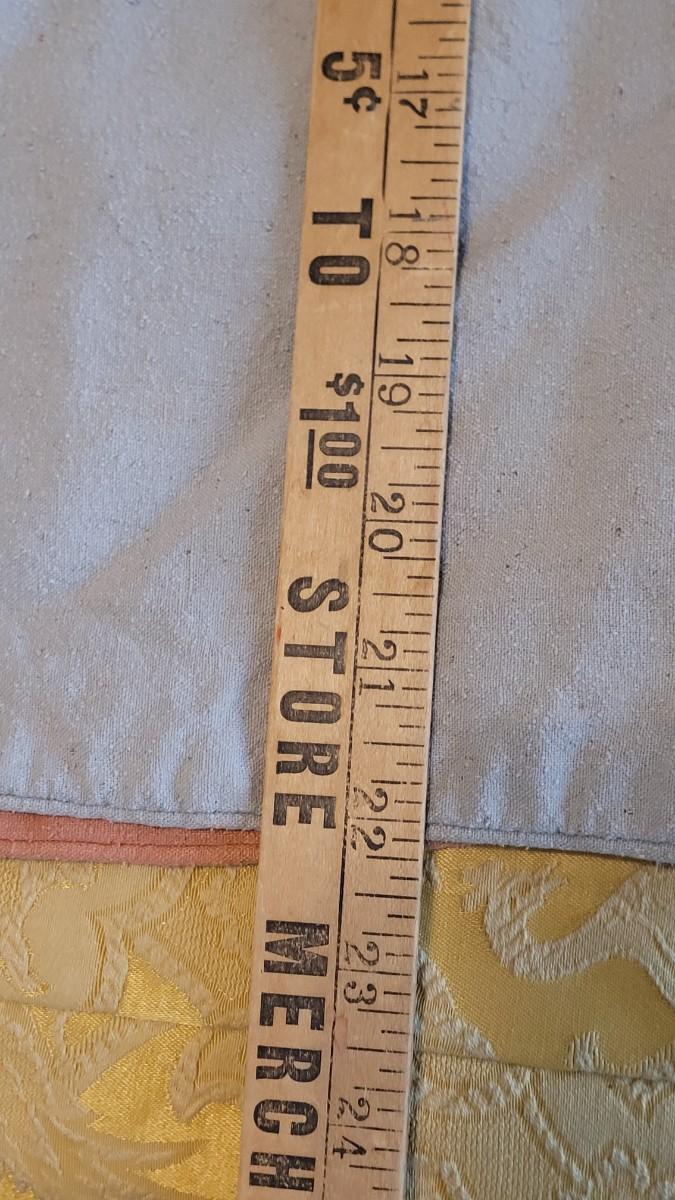 5¢ TO $1.00 STORE MERCH
17 18 19 20 21 22 23 24